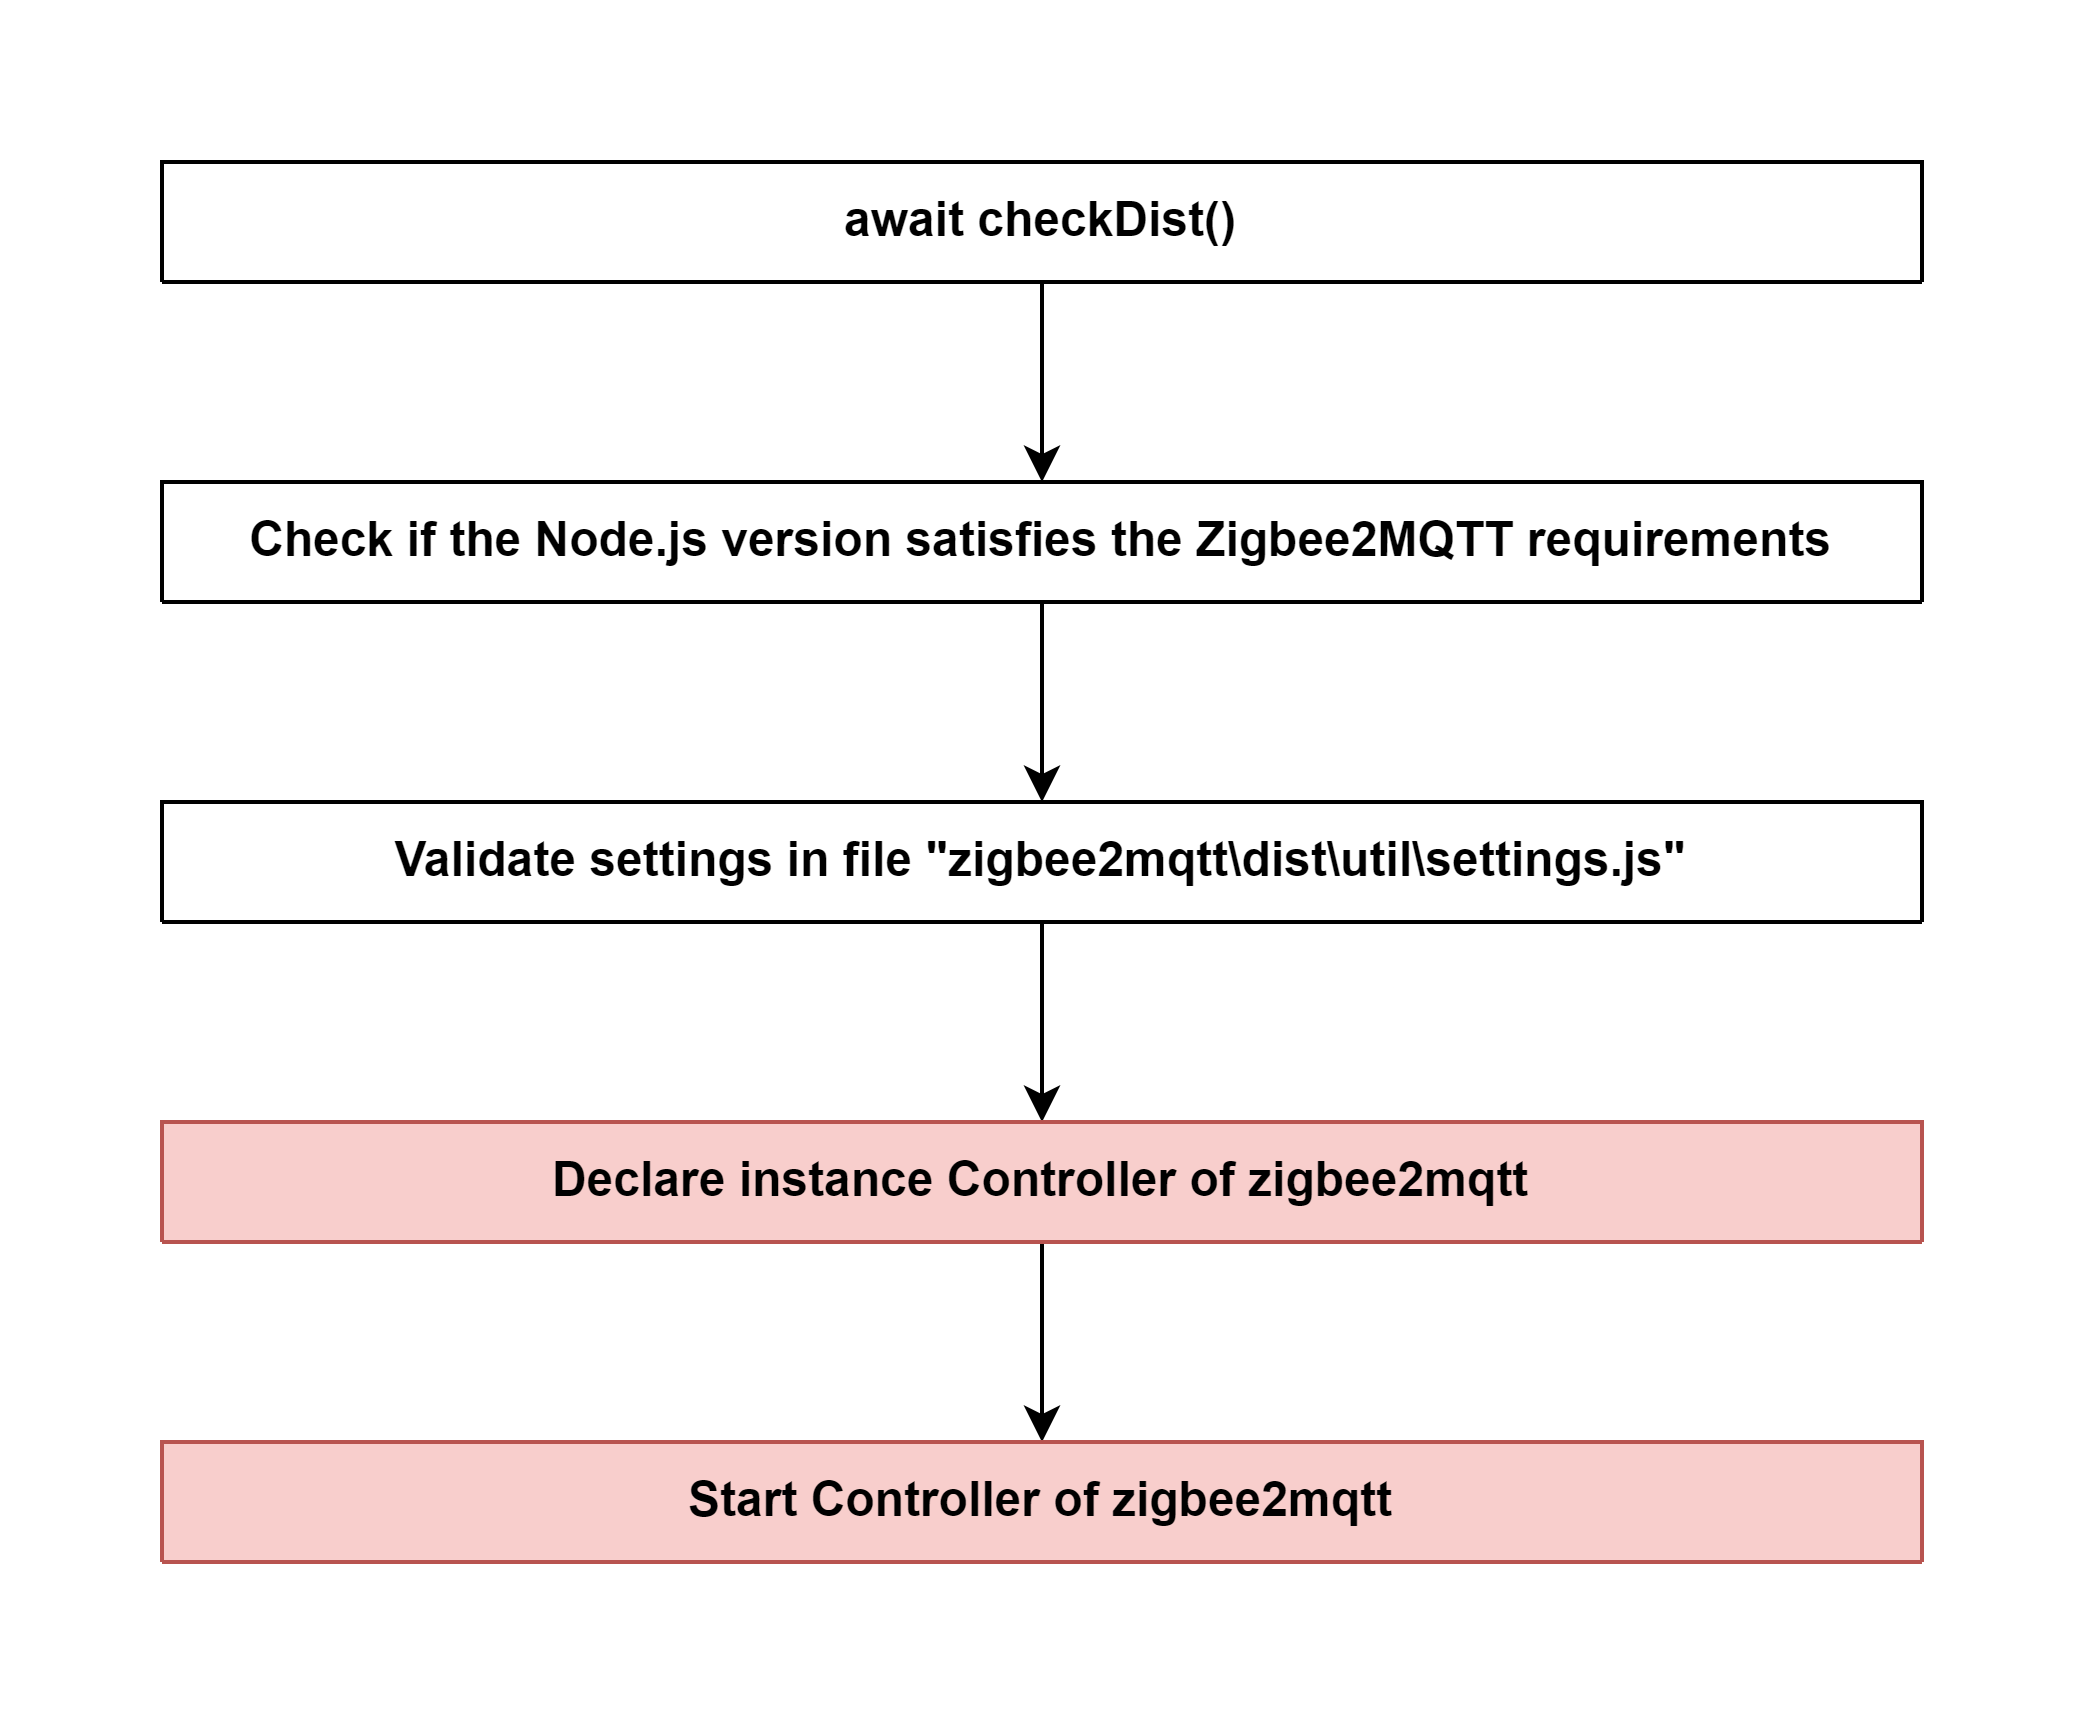 await checkDist()
Check if the Node.js version satisfies the Zigbee2MQTT requirements
Validate settings in file "zigbee2mqtt\dist\util\settings.js"
Declare instance Controller of zigbee2mqtt
Start Controller of zigbee2mqtt